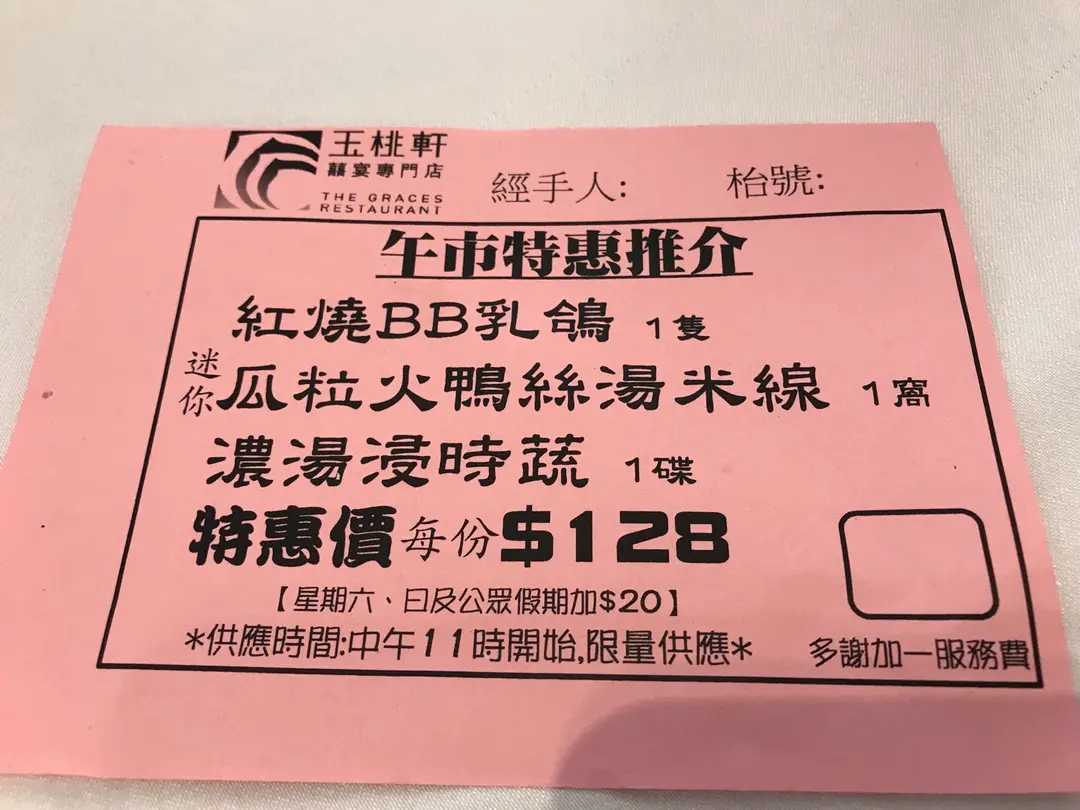 玉桃軒
囍宴專門店
THE GRACES
RESTAURANT
經手人:
枱號:
午市特惠推介
紅燒BB乳鴿 1隻
迷你瓜粒火鴨絲湯米線 1窩
濃湯浸時蔬 1碟
特惠價每份$128
【星期六、日及公眾假期加$20】
*供應時間:中午11時開始,限量供應*
多謝加一服務費